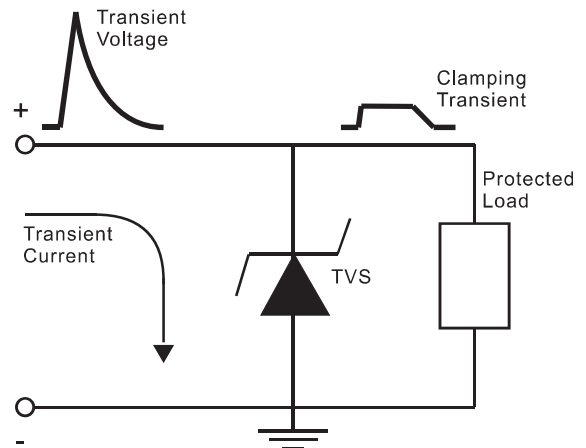 Transient
Voltage
+
Clamping
Transient
Protected
Load
Transient
Current
TVS
-